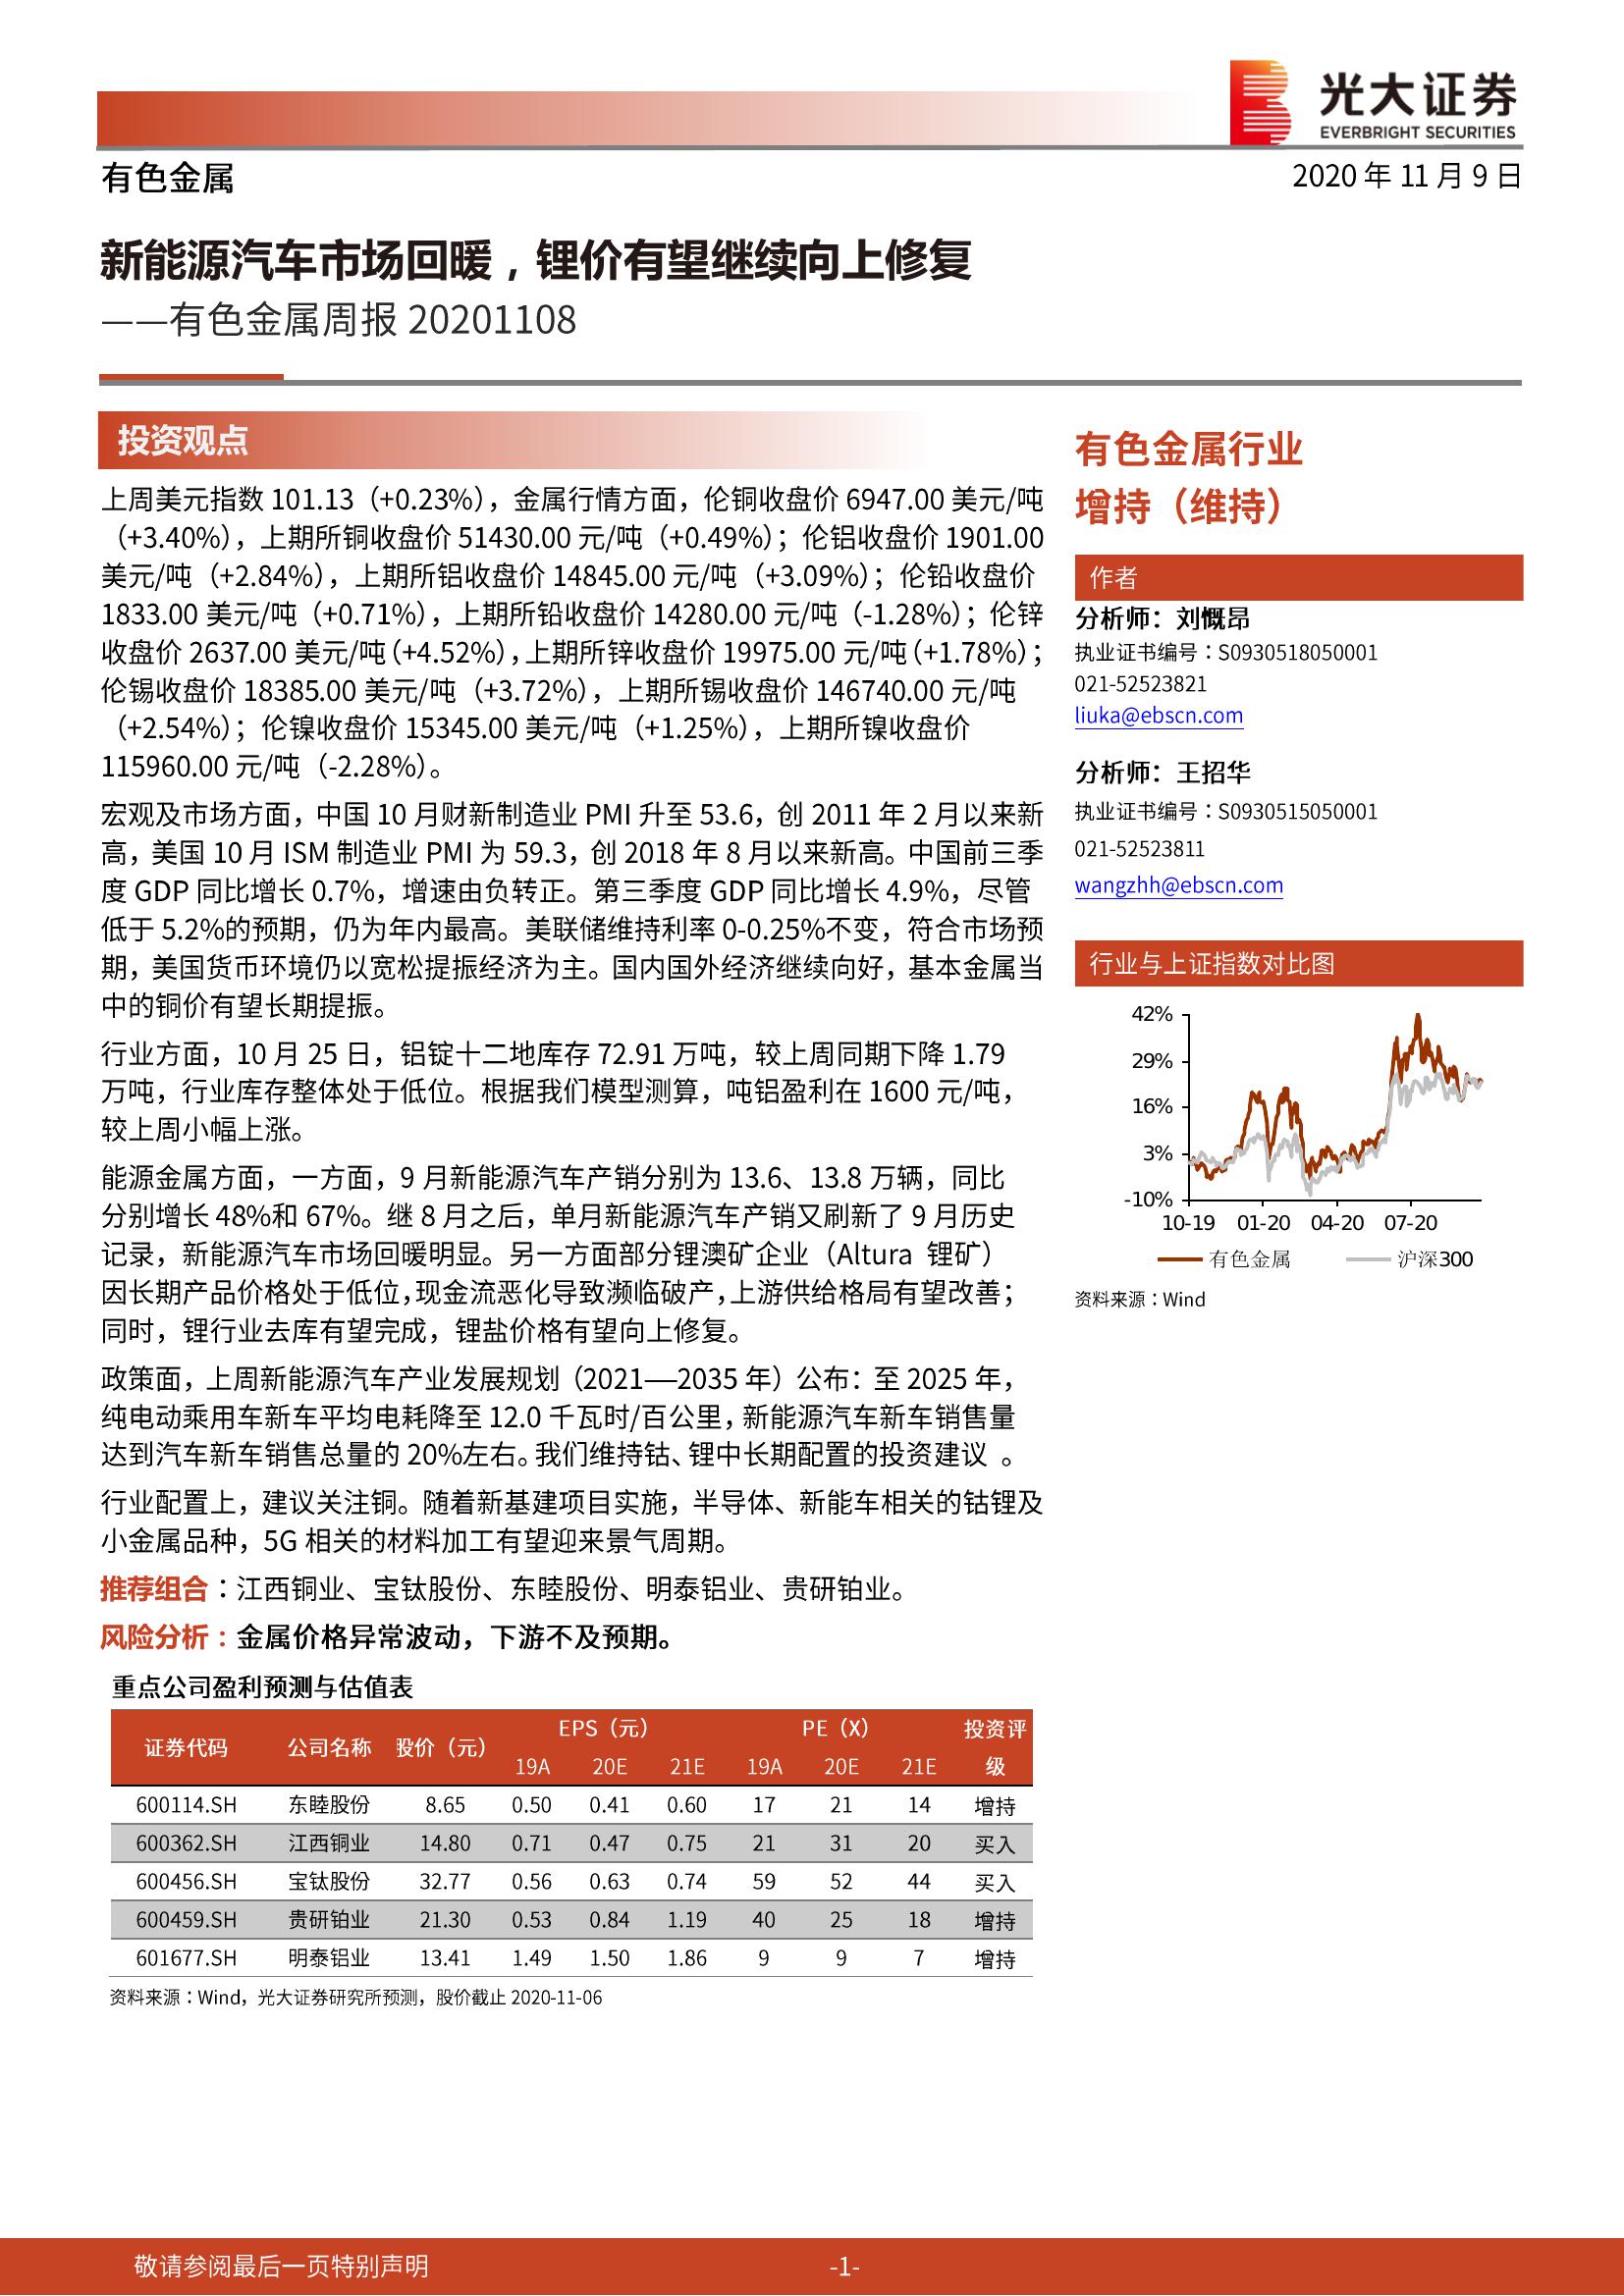 光大证券
EVERBRIGHT SECURITIES
有色金属
2020 年 11 月 9 日
新能源汽车市场回暖，锂价有望继续向上修复
——有色金属周报 20201108
投资观点
上周美元指数 101.13（+0.23%），金属行情方面，伦铜收盘价 6947.00 美元/吨
（+3.40%），上期所铜收盘价 51430.00 元/吨（+0.49%）；伦铝收盘价 1901.00
美元/吨（+2.84%），上期所铝收盘价 14845.00 元/吨（+3.09%）；伦铅收盘价
1833.00 美元/吨（+0.71%），上期所铅收盘价 14280.00 元/吨（-1.28%）；伦锌
收盘价 2637.00 美元/吨（+4.52%），上期所锌收盘价 19975.00 元/吨（+1.78%）；
伦锡收盘价 18385.00 美元/吨（+3.72%），上期所锡收盘价 146740.00 元/吨
（+2.54%）；伦镍收盘价 15345.00 美元/吨（+1.25%），上期所镍收盘价
115960.00 元/吨（-2.28%）。
宏观及市场方面，中国 10 月财新制造业 PMI 升至 53.6，创 2011 年 2 月以来新
高，美国 10 月 ISM 制造业 PMI 为 59.3，创 2018 年 8 月以来新高。中国前三季
度 GDP 同比增长 0.7%，增速由负转正。第三季度 GDP 同比增长 4.9%，尽管
低于 5.2%的预期，仍为年内最高。美联储维持利率 0-0.25%不变，符合市场预
期，美国货币环境仍以宽松提振经济为主。国内国外经济继续向好，基本金属当
中的铜价有望长期提振。
行业方面，10 月 25 日，铝锭十二地库存 72.91 万吨，较上周同期下降 1.79
万吨，行业库存整体处于低位。根据我们模型测算，吨铝盈利在 1600 元/吨，
较上周小幅上涨。
能源金属方面，一方面，9 月新能源汽车产销分别为 13.6、13.8 万辆，同比
分别增长 48%和 67%。继 8 月之后，单月新能源汽车产销又刷新了 9 月历史
记录，新能源汽车市场回暖明显。另一方面部分锂澳矿企业（Altura 锂矿）
因长期产品价格处于低位，现金流恶化导致濒临破产，上游供给格局有望改善；
同时，锂行业去库有望完成，锂盐价格有望向上修复。
政策面，上周新能源汽车产业发展规划（2021—2035 年）公布：至 2025 年，
纯电动乘用车新车平均电耗降至 12.0 千瓦时/百公里，新能源汽车新车销售量
达到汽车新车销售总量的 20%左右。我们维持钴、锂中长期配置的投资建议 。
行业配置上，建议关注铜。随着新基建项目实施，半导体、新能车相关的钴锂及
小金属品种，5G 相关的材料加工有望迎来景气周期。
推荐组合：江西铜业、宝钛股份、东睦股份、明泰铝业、贵研铂业。
风险分析：金属价格异常波动，下游不及预期。
重点公司盈利预测与估值表
证券代码 公司名称 股价（元） EPS（元） PE（X） 投资评级
19A 20E 21E 19A 20E 21E
600114.SH 东睦股份 8.65 0.50 0.41 0.60 17 21 14 增持
600362.SH 江西铜业 14.80 0.71 0.47 0.75 21 31 20 买入
600456.SH 宝钛股份 32.77 0.56 0.63 0.74 59 52 44 买入
600459.SH 贵研铂业 21.30 0.53 0.84 1.19 40 25 18 增持
601677.SH 明泰铝业 13.41 1.49 1.50 1.86 9 9 7 增持
资料来源：Wind，光大证券研究所预测，股价截止 2020-11-06
有色金属行业
增持（维持）
作者
分析师：刘慨昂
执业证书编号：S0930518050001
021-52523821
liuka@ebscn.com
分析师：王招华
执业证书编号：S0930515050001
021-52523811
wangzhh@ebscn.com
行业与上证指数对比图
42%
29%
16%
3%
-10%
10-19 01-20 04-20 07-20
有色金属 沪深300
资料来源：Wind
敬请参阅最后一页特别声明
-1-